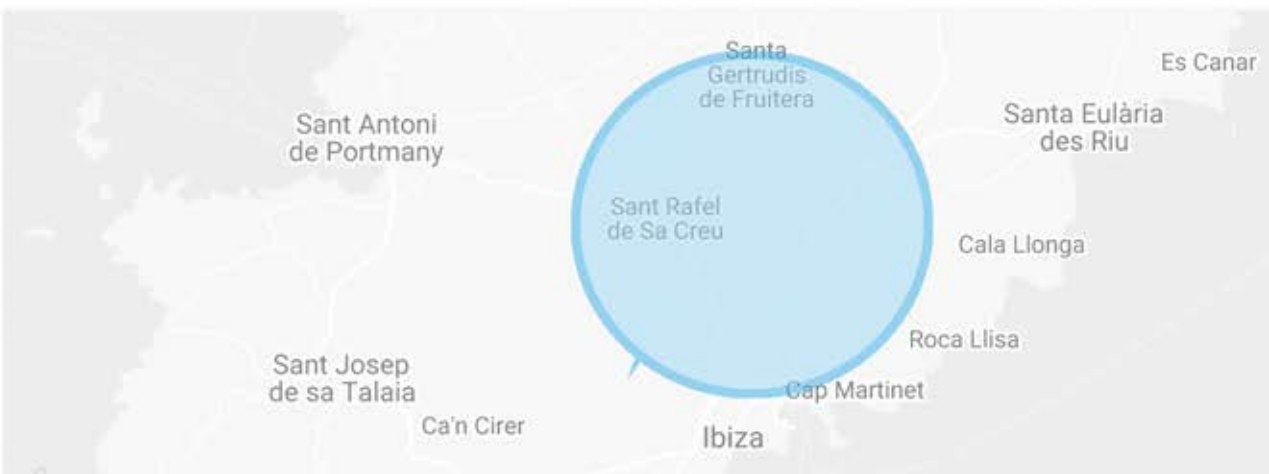 Santa
Gertrudis
de Fruitera
Es Canar
Sant Antoni
de Portmany
Santa Eulària
des Riu
Sant Rafel
de Sa Creu
Cala Llonga
Roca Llisa
Sant Josep
de sa Talaia
Cap Martinet
Ca'n Cirer
Ibiza